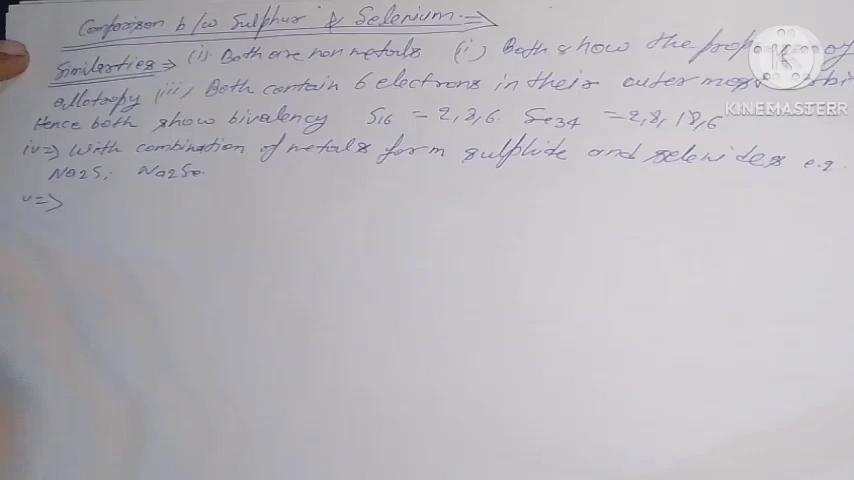 Comparison b/w Sulphur & Selenium. ⇒
Similarties ⇒ (i) Both are non metals (i) Both show the prop of
allotropy (iii) Both contain 6 electrons in their outer most
Hence both show bivalency S16 = 2,8,6. Se34 = 2,8,18,6
iv ⇒ With combination of metals form sulphide and selenides e.g.
Na2S, Na2Se.
v ⇒
K
KINEMASTER